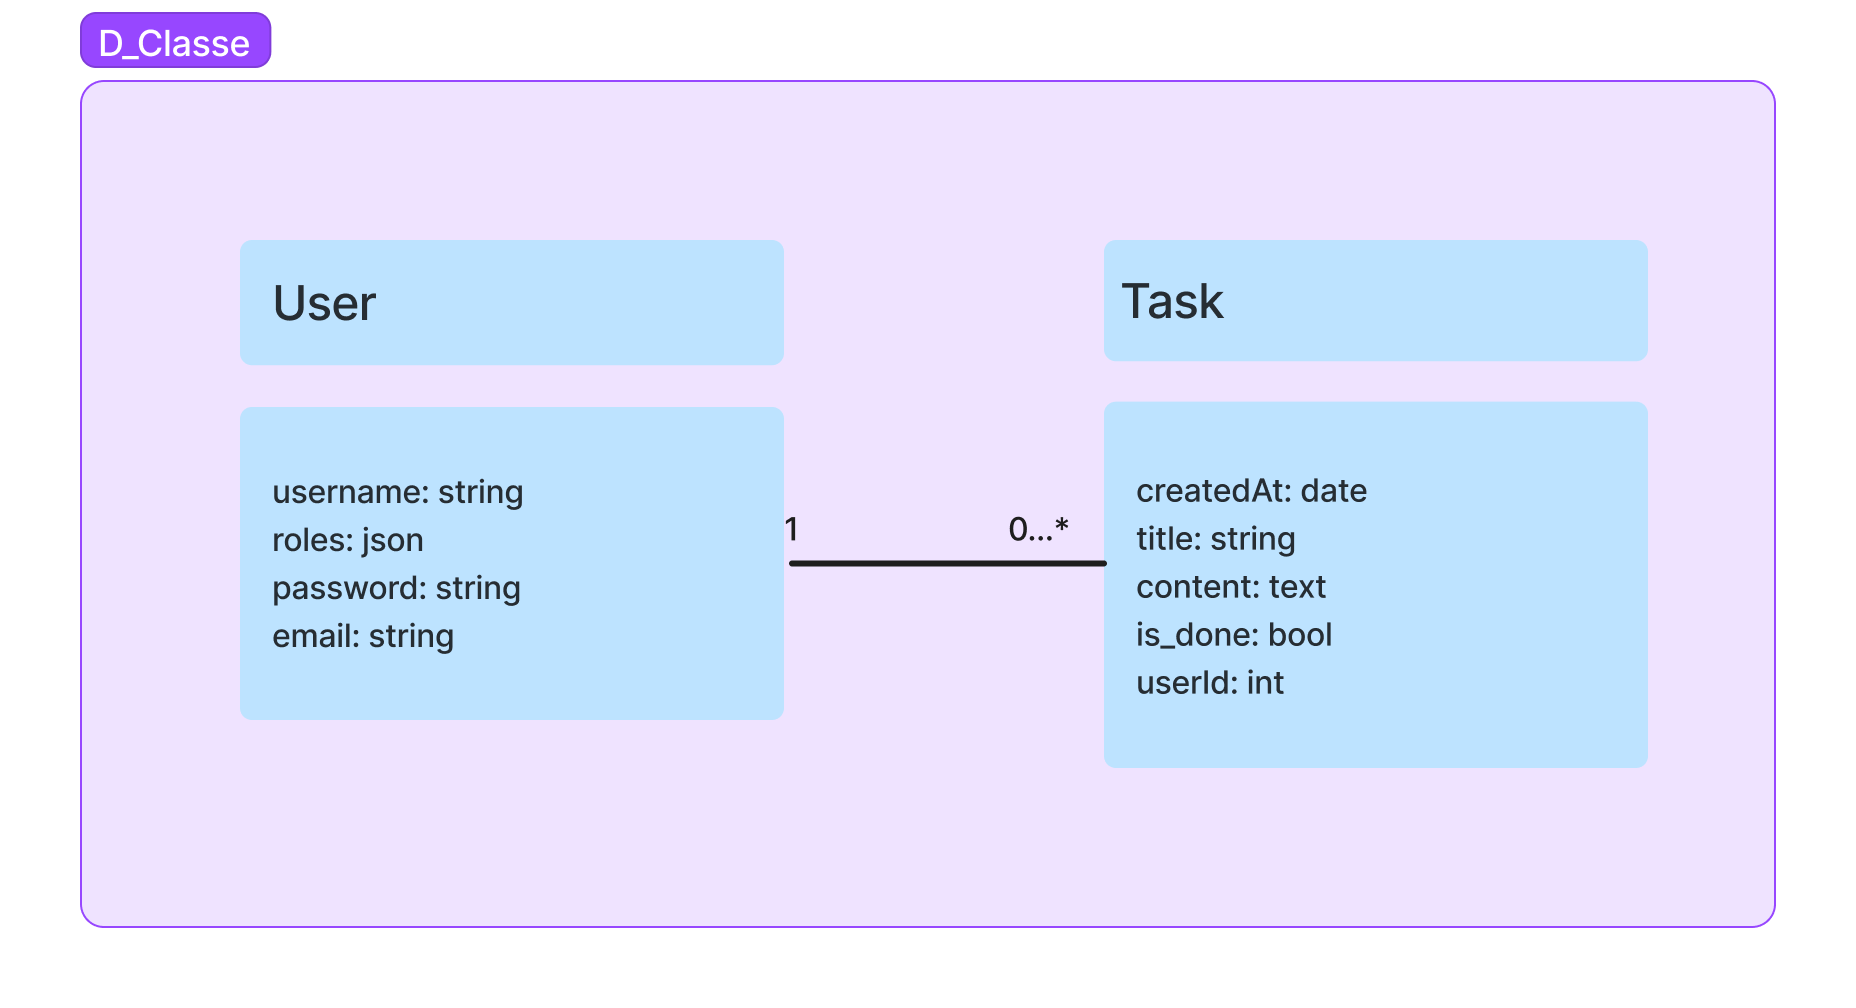 D_Classe
User
username: string
roles: json
password: string
email: string
1
0...*
Task
createdAt: date
title: string
content: text
is_done: bool
userId: int